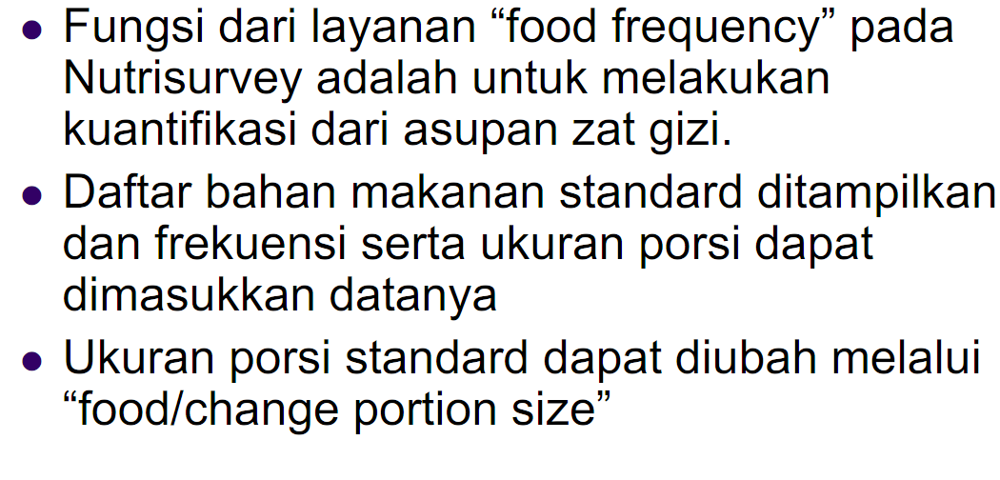 ● Fungsi dari layanan “food frequency” pada
Nutrisurvey adalah untuk melakukan
kuantifikasi dari asupan zat gizi.
● Daftar bahan makanan standard ditampilkan
dan frekuensi serta ukuran porsi dapat
dimasukkan datanya
● Ukuran porsi standard dapat diubah melalui
“food/change portion size”